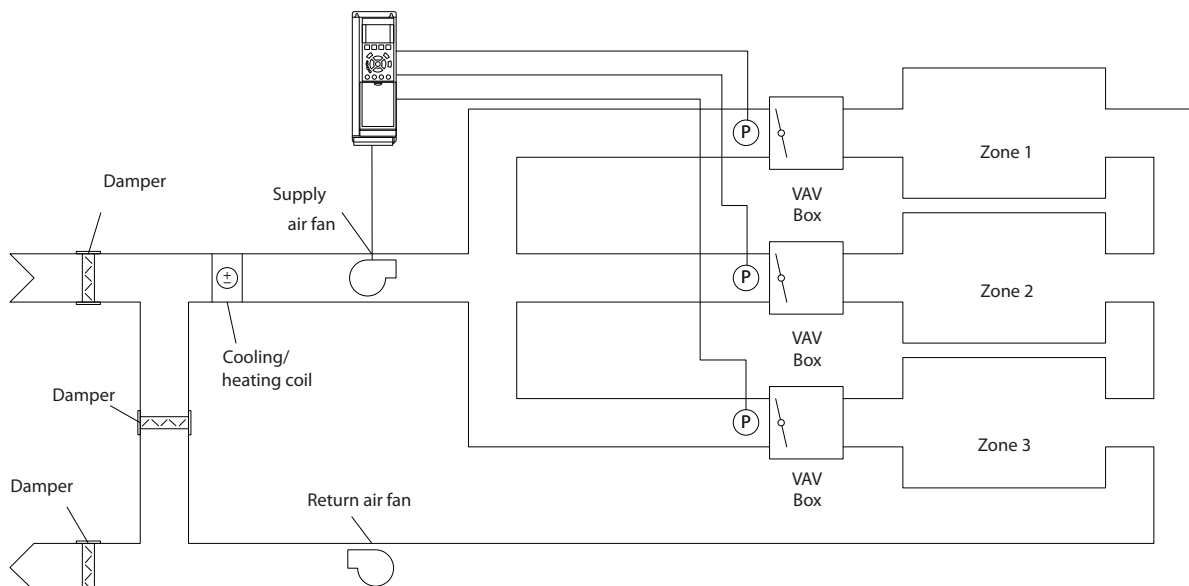 P
Zone 1
Damper
Supply
air fan
VAV
Box
P
Zone 2
±
Cooling/
heating coil
VAV
Box
Damper
P
Zone 3
Damper
VAV
Box
Return air fan